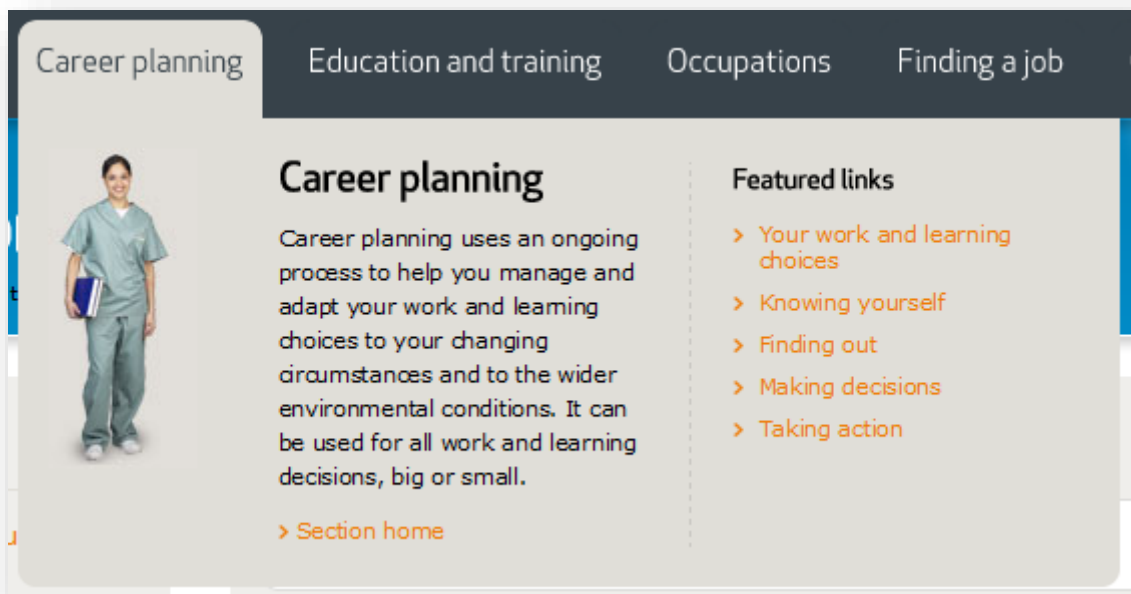 Career planning
Education and training
Occupations
Finding a job
Career planning
Career planning uses an ongoing
process to help you manage and
adapt your work and learning
choices to your changing
circumstances and to the wider
environmental conditions. It can
be used for all work and learning
decisions, big or small.
> Section home
Featured links
> Your work and learning
choices
> Knowing yourself
> Finding out
> Making decisions
> Taking action